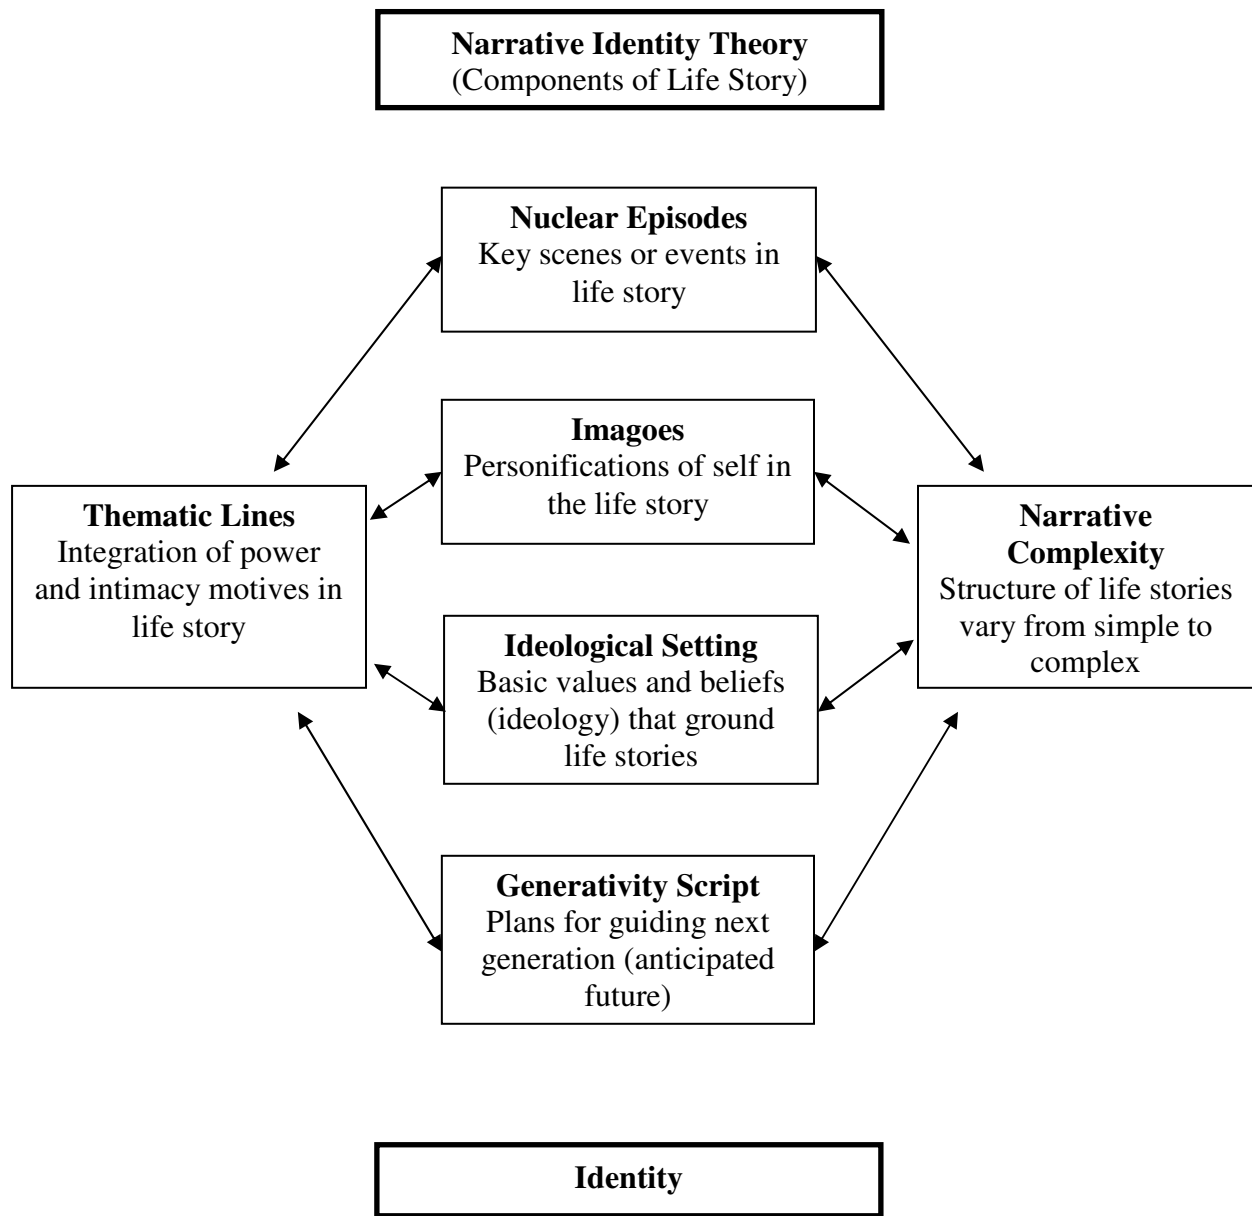 Narrative Identity Theory
(Components of Life Story)
Nuclear Episodes
Key scenes or events in
life story
Imagoes
Personifications of self in
the life story
Thematic Lines
Integration of power
and intimacy motives in
life story
Narrative
Complexity
Structure of life stories
vary from simple to
complex
Ideological Setting
Basic values and beliefs
(ideology) that ground
life stories
Generativity Script
Plans for guiding next
generation (anticipated
future)
Identity